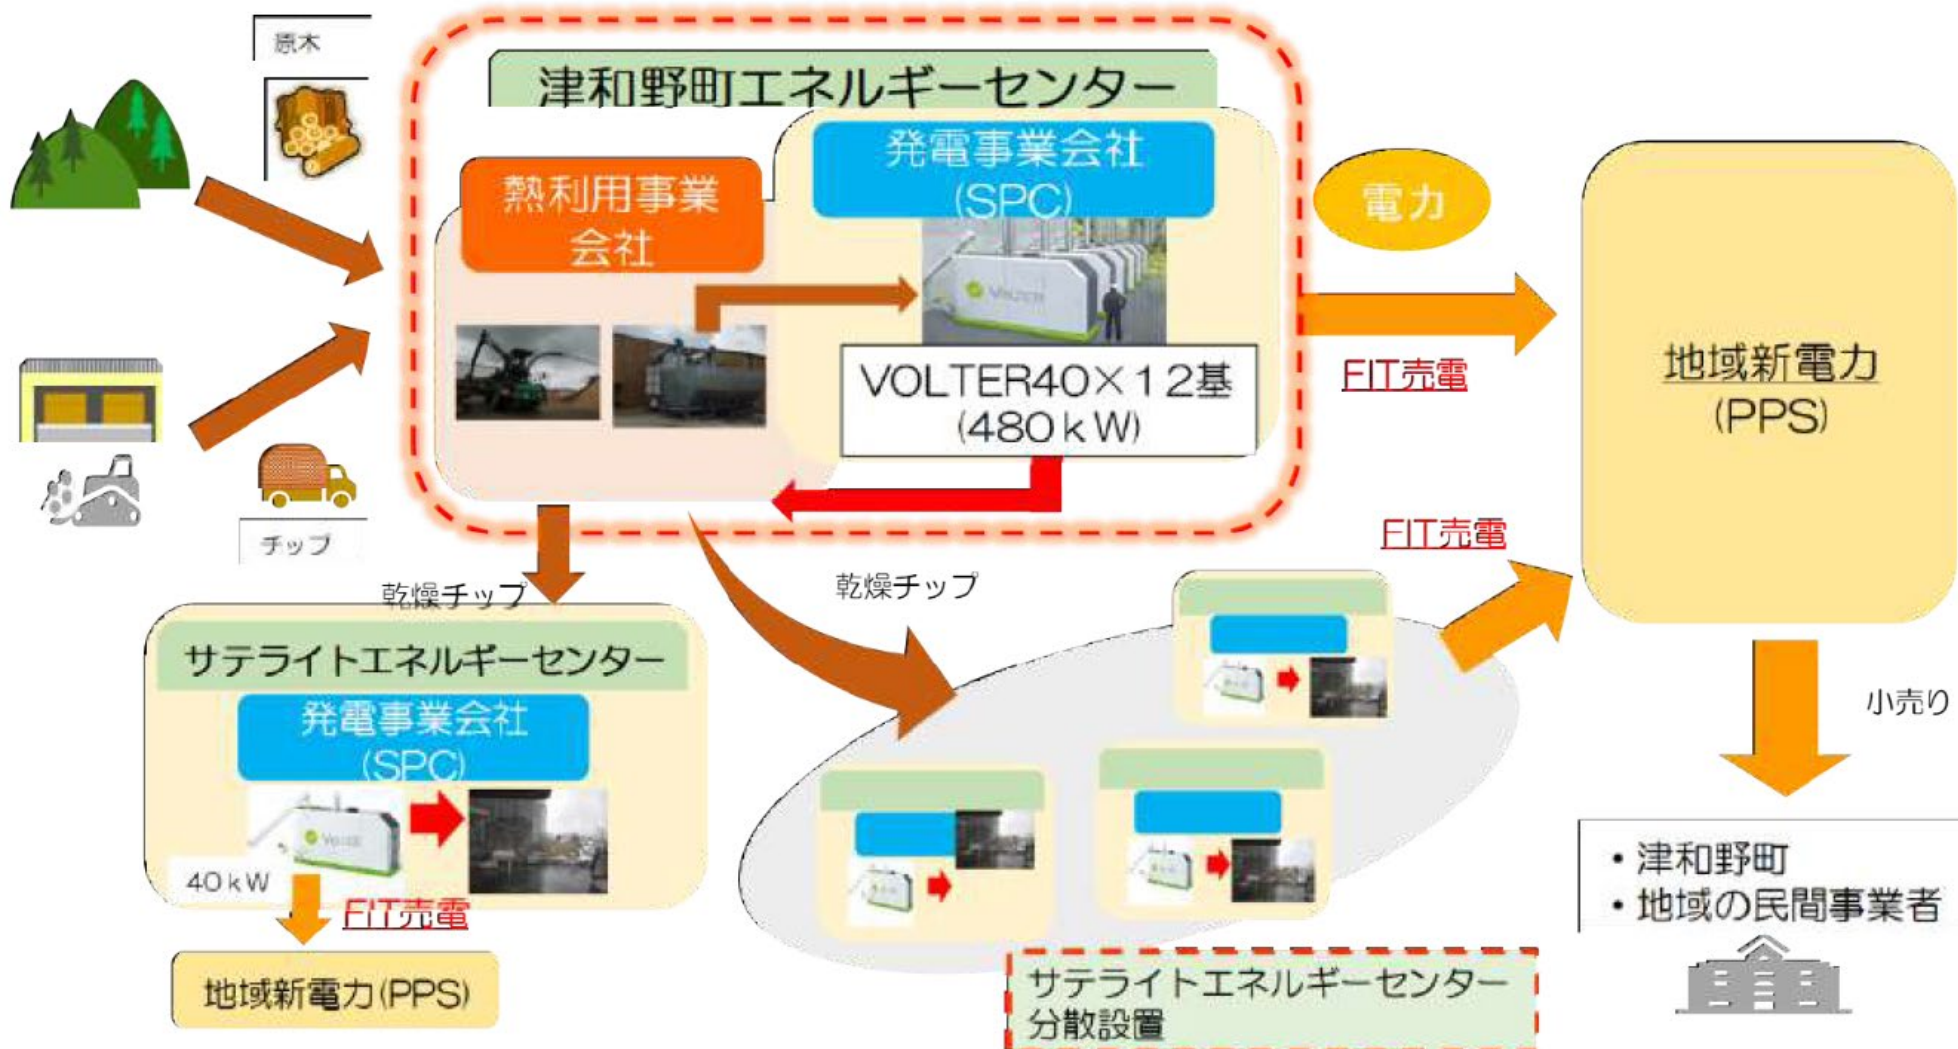 原木
津和野町エネルギーセンター
発電事業会社
(SPC)
熱利用事業
会社
電力
VOLTER
VOLTER40×12基
(480kW)
FIT売電
地域新電力
(PPS)
チップ
乾燥チップ
乾燥チップ
FIT売電
サテライトエネルギーセンター
発電事業会社
(SPC)
40kW
FIT売電
地域新電力(PPS)
小売り
・津和野町
・地域の民間事業者
サテライトエネルギーセンター
分散設置